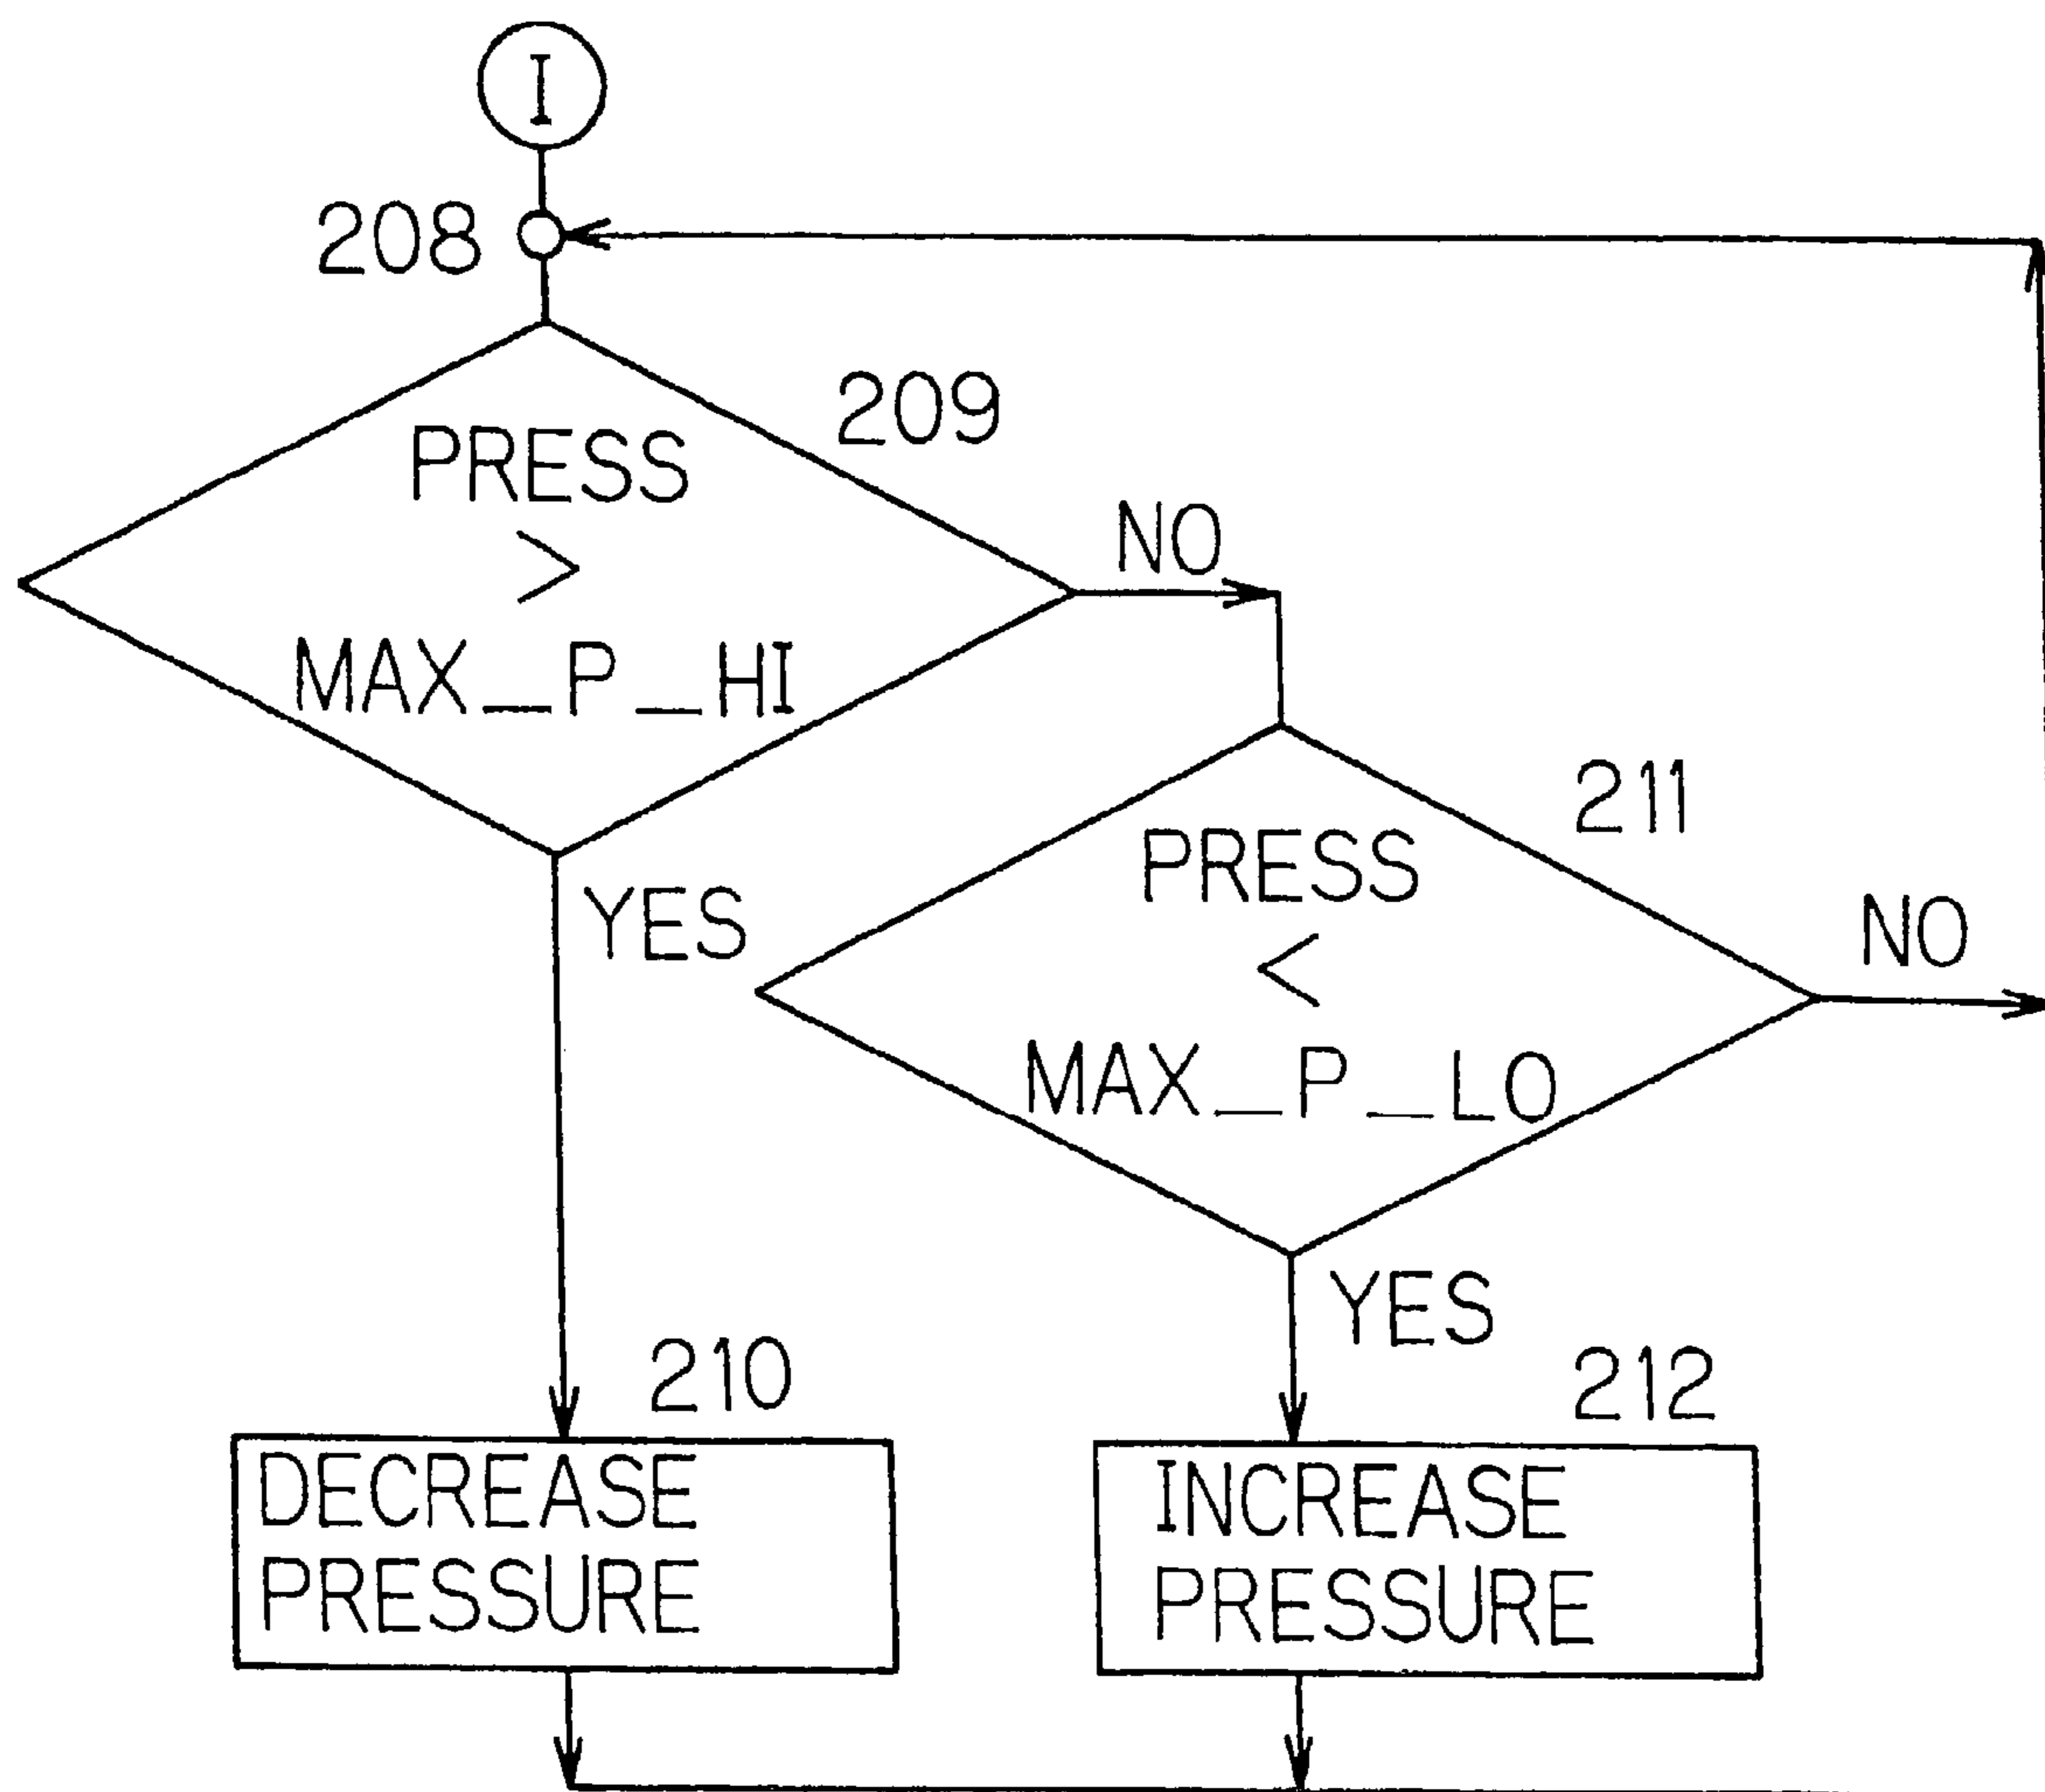 I
208
209
PRESS
>
MAX_P_HI
NO
YES
211
PRESS
<
MAX_P_LO
NO
YES
210
DECREASE
PRESSURE
212
INCREASE
PRESSURE